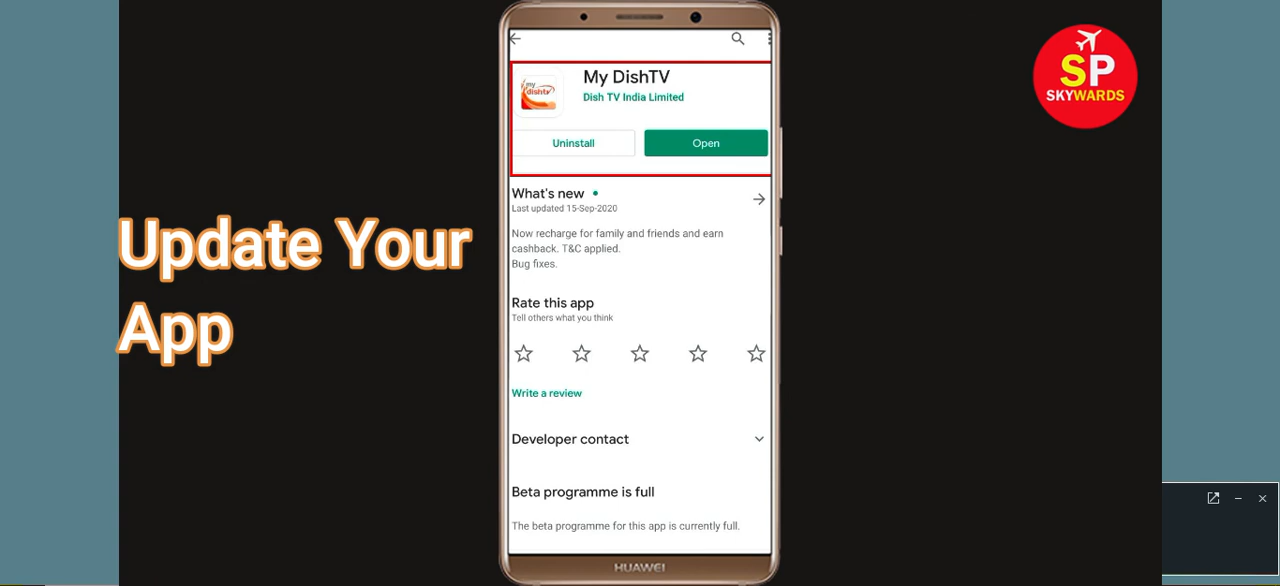 My DishTV
Dish TV India Limited
my
dishtv
Uninstall
Open
What's new
Last updated 15-Sep-2020
Now recharge for family and friends and earn
cashback. T&C applied.
Bug fixes.
Rate this app
Tell others what you think
Write a review
Developer contact
Beta programme is full
The beta programme for this app is currently full.
HUAWEI
Update Your
App
SP
SKYWARDS